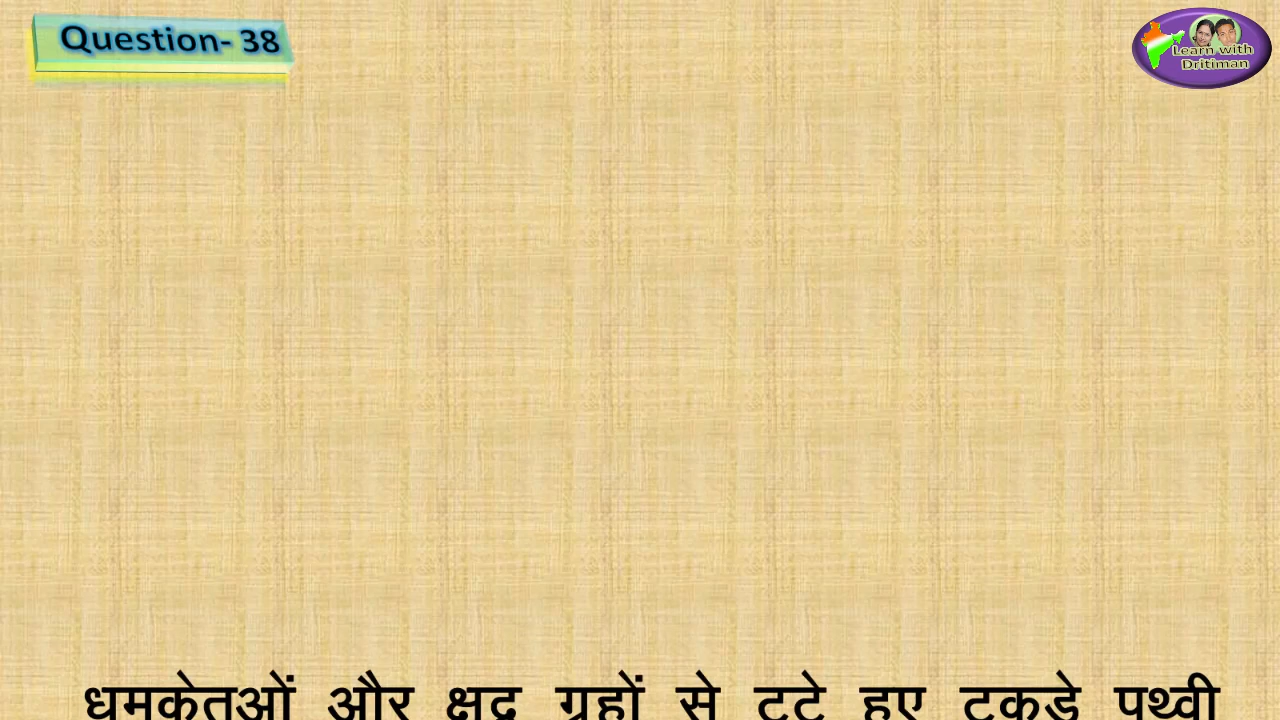 Question- 38
Learn with
Dritiman
धूमकेतुओं और क्षुद्र ग्रहों से टूटे हुए टुकड़े पृथ्वी